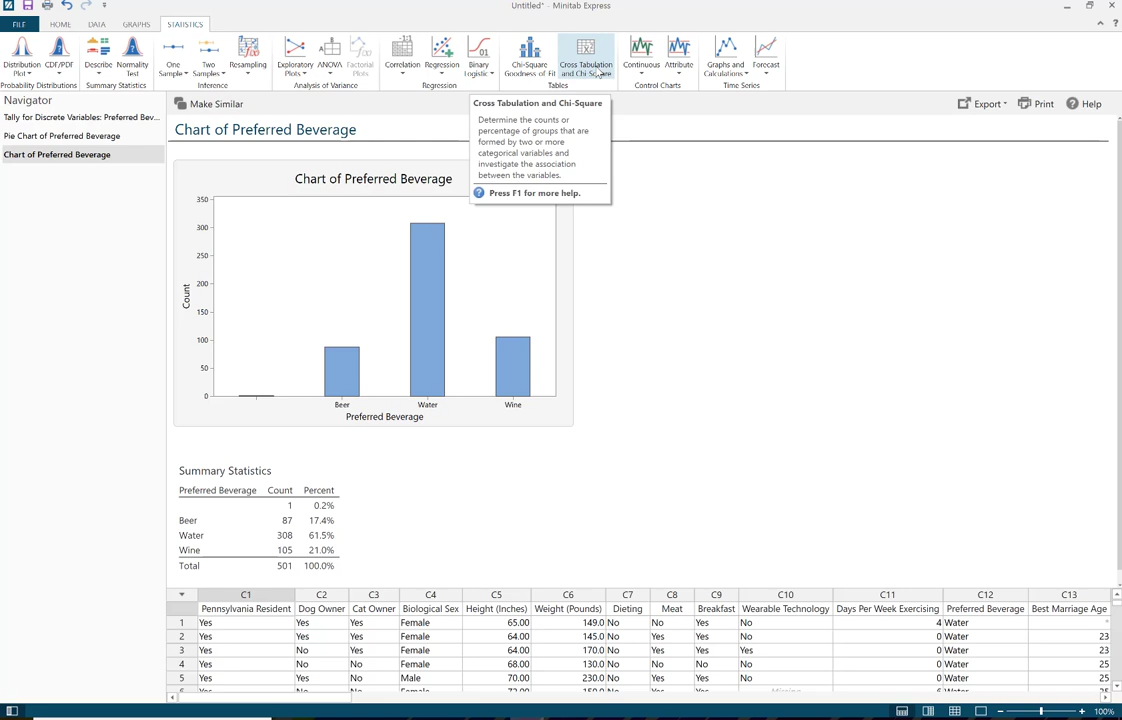 Untitled* - Minitab Express
FILE HOME DATA GRAPHS STATISTICS
Distribution Plot CDF/PDF Describe Normality Test One Sample Two Samples Resampling Exploratory Plots ANOVA Factorial Plots Correlation Regression Binary Logistic Chi-Square Goodness of Fit Cross Tabulation and Chi-Square Continuous Attribute Graphs and Calculations Forecast
Probability Distributions Summary Statistics Inference Analysis of Variance Regression Tables Control Charts Time Series
Navigator
Tally for Discrete Variables: Preferred Bev...
Pie Chart of Preferred Beverage
Chart of Preferred Beverage
Make Similar
Export Print Help
Chart of Preferred Beverage
Cross Tabulation and Chi-Square
Determine the counts or
percentage of groups that are
formed by two or more
categorical variables and
investigate the association
between the variables.
Press F1 for more help.
Chart of Preferred Beverage
350
300
250
200
150
100
50
0
Count
Beer Water Wine
Preferred Beverage
Summary Statistics
Preferred Beverage Count Percent
1 0.2%
Beer 87 17.4%
Water 308 61.5%
Wine 105 21.0%
Total 501 100.0%
C1 C2 C3 C4 C5 C6 C7 C8 C9 C10 C11 C12 C13
Pennsylvania Resident Dog Owner Cat Owner Biological Sex Height (Inches) Weight (Pounds) Dieting Meat Breakfast Wearable Technology Days Per Week Exercising Preferred Beverage Best Marriage Age
1 Yes Yes Yes Female 65.00 149.0 No No Yes No 4 Water *
2 Yes Yes Yes Female 64.00 145.0 No Yes Yes No 0 Water 23
3 Yes No Yes Female 64.00 170.0 No Yes Yes Yes 0 Water 23
4 Yes No No Female 68.00 130.0 No No No No 0 Water 25
5 Yes Yes No Male 70.00 230.0 No Yes Yes No 0 Water 25
100%